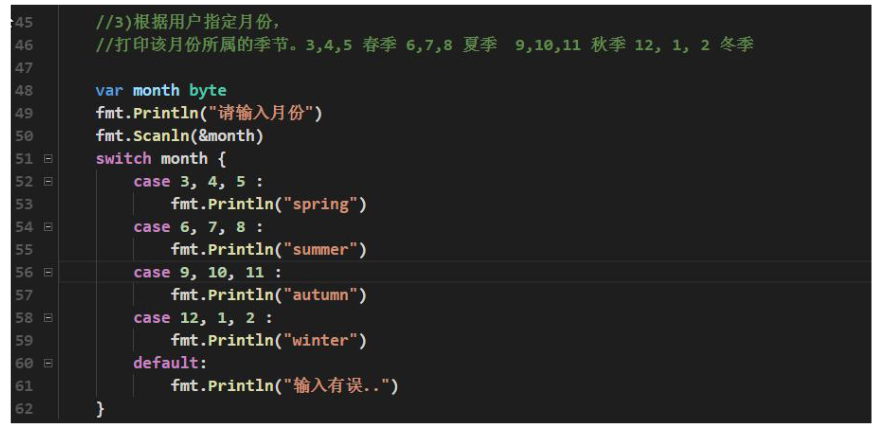 45 //3)根据用户指定月份，
46 //打印该月份所属的季节。3,4,5 春季 6,7,8 夏季  9,10,11 秋季 12, 1, 2 冬季
47
48 var month byte
49 fmt.Println("请输入月份")
50 fmt.Scanln(&month)
51 switch month {
52 case 3, 4, 5 :
53 fmt.Println("spring")
54 case 6, 7, 8 :
55 fmt.Println("summer")
56 case 9, 10, 11 :
57 fmt.Println("autumn")
58 case 12, 1, 2 :
59 fmt.Println("winter")
60 default:
61 fmt.Println("输入有误..")
62 }